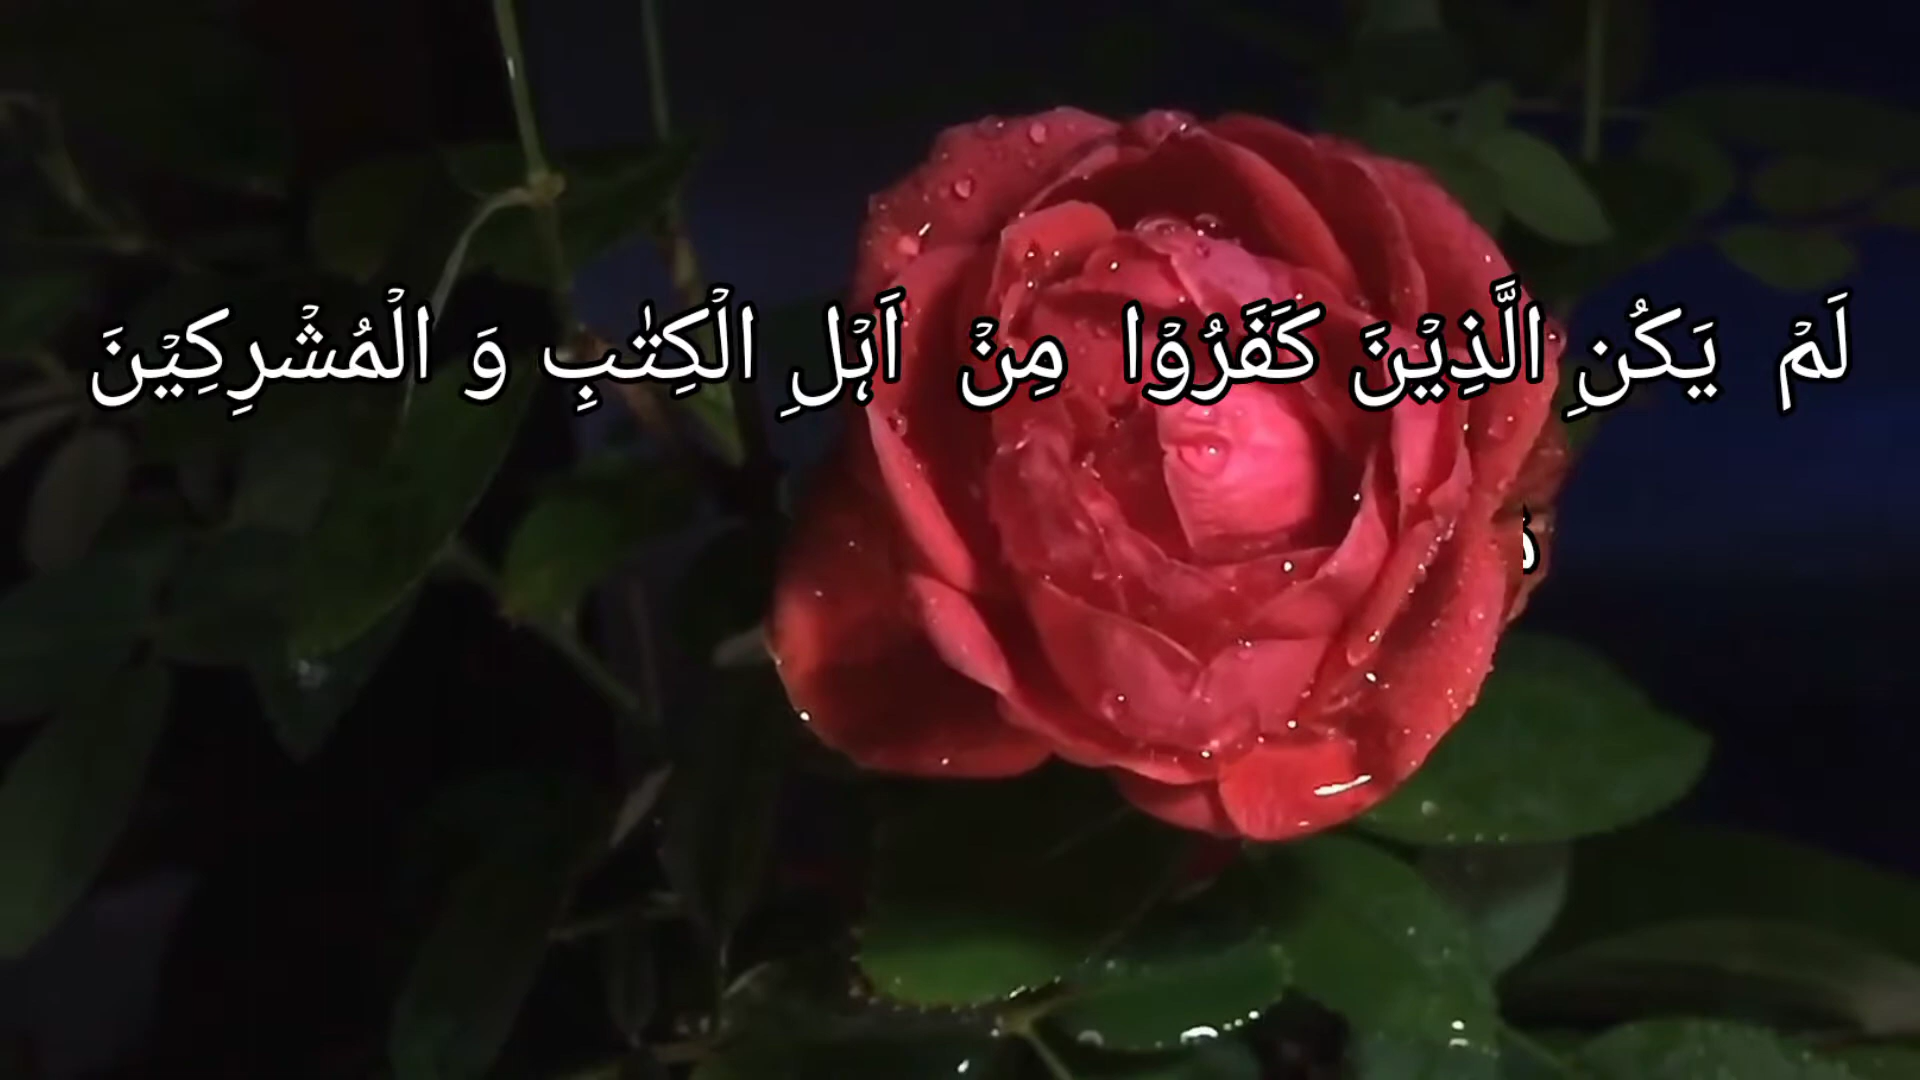 لَمْ يَكُنِ الَّذِيْنَ كَفَرُوْا مِنْ اَہْلِ الْكِتٰبِ وَ الْمُشْرِكِيْنَ